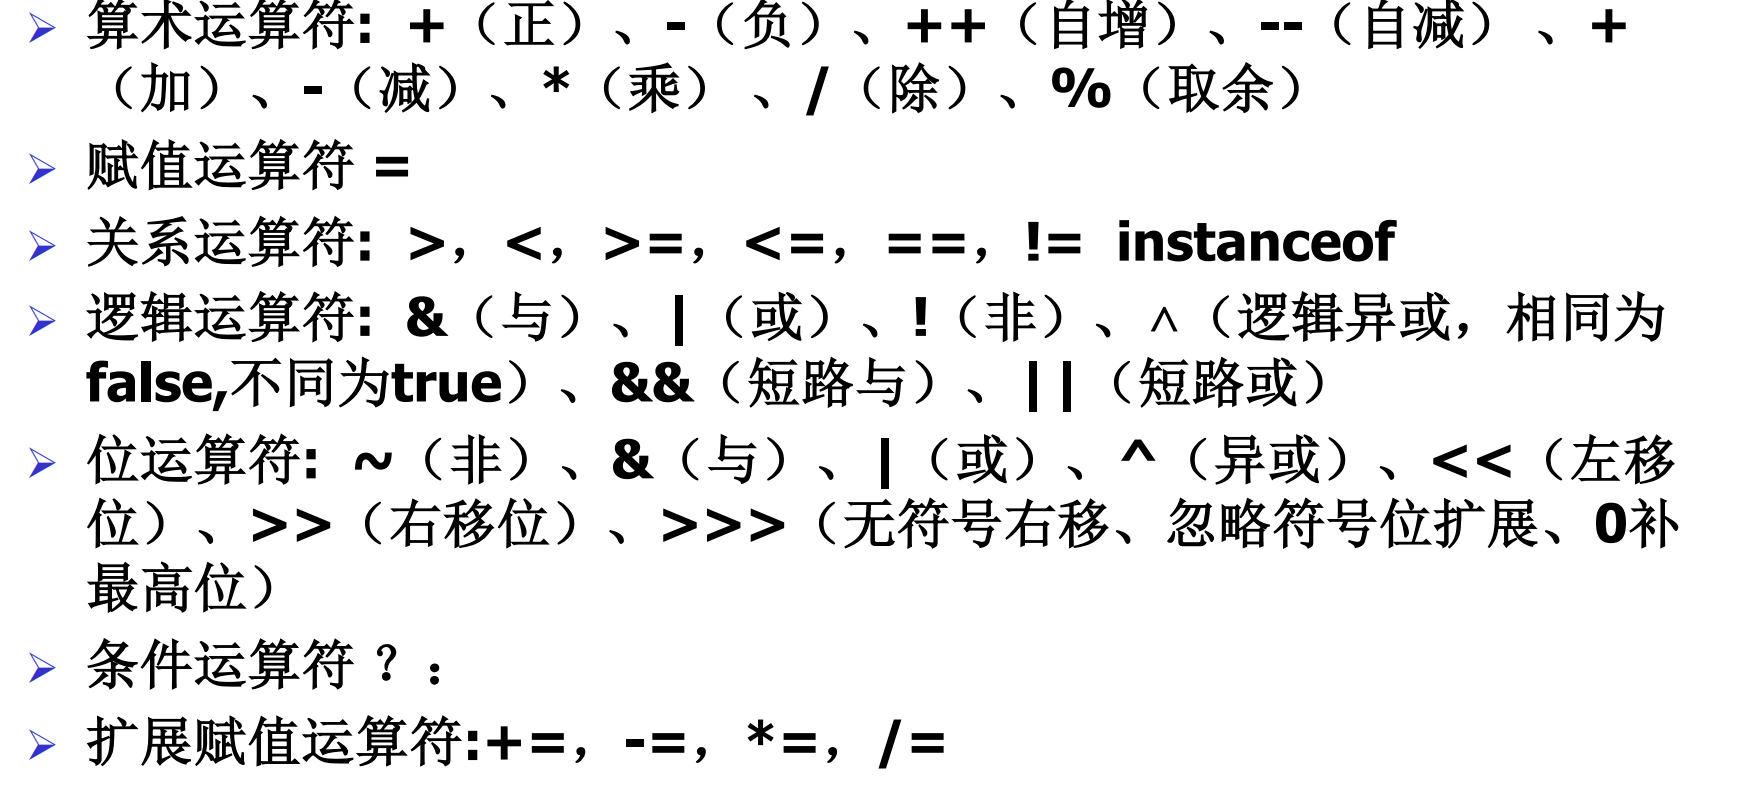 算术运算符: +（正）、-（负）、++（自增）、--（自减） 、+
（加）、-（减）、*（乘） 、/（除）、%（取余）
赋值运算符 =
关系运算符: >，<，>=，<=，==，!= instanceof
逻辑运算符: &（与）、|（或）、!（非）、^（逻辑异或，相同为
false,不同为true）、&&（短路与）、||（短路或）
位运算符: ~（非）、&（与）、|（或）、^（异或）、<<（左移
位）、>>（右移位）、>>>（无符号右移、忽略符号位扩展、0补
最高位）
条件运算符 ？：
扩展赋值运算符:+=，-=，*=，/=